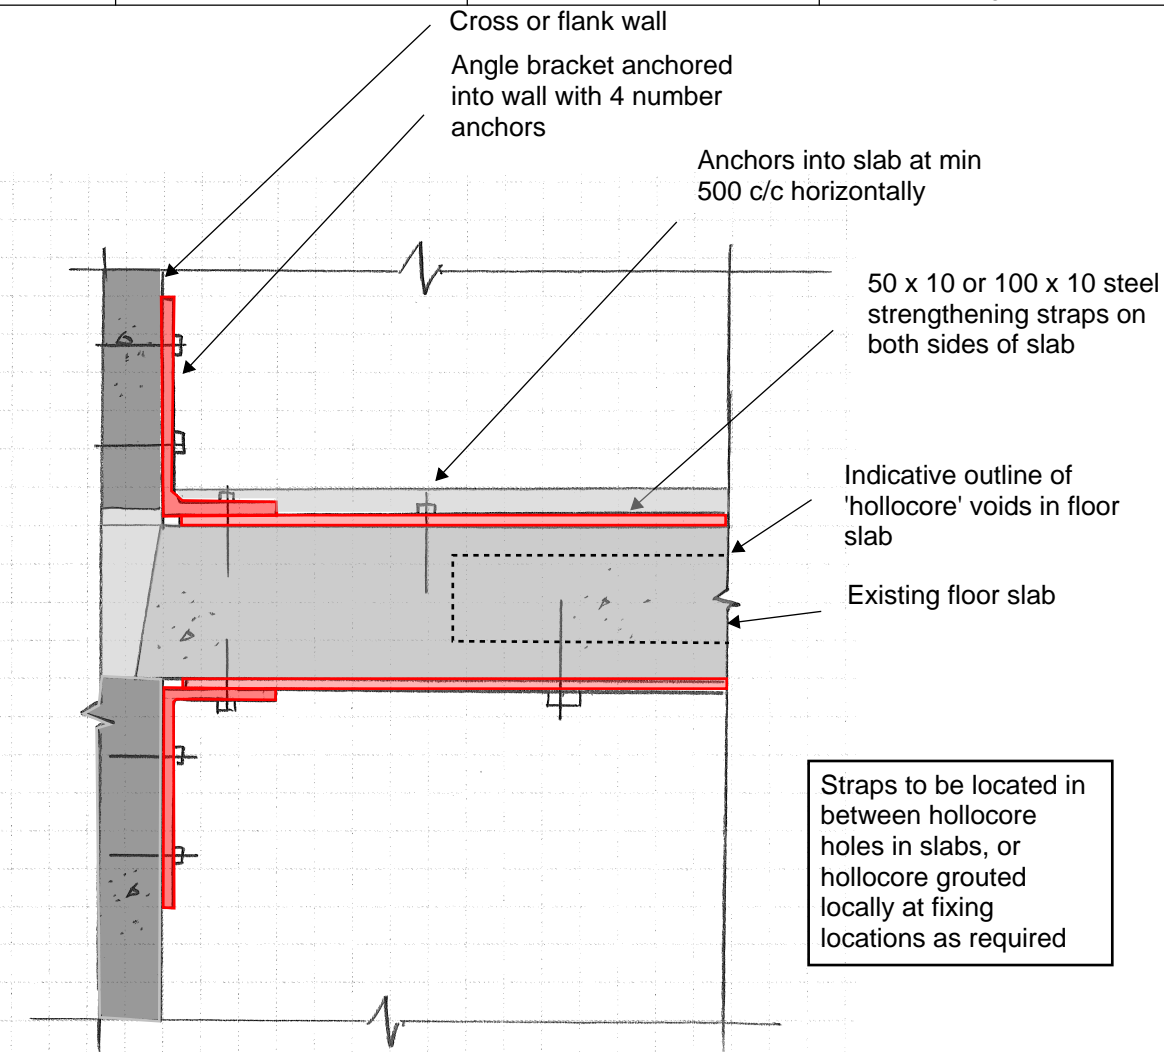 Cross or flank wall
Angle bracket anchored
into wall with 4 number
anchors
Anchors into slab at min
500 c/c horizontally
50 x 10 or 100 x 10 steel
strengthening straps on
both sides of slab
Indicative outline of
'hollocore' voids in floor
slab
Existing floor slab
Straps to be located in
between hollocore
holes in slabs, or
hollocore grouted
locally at fixing
locations as required